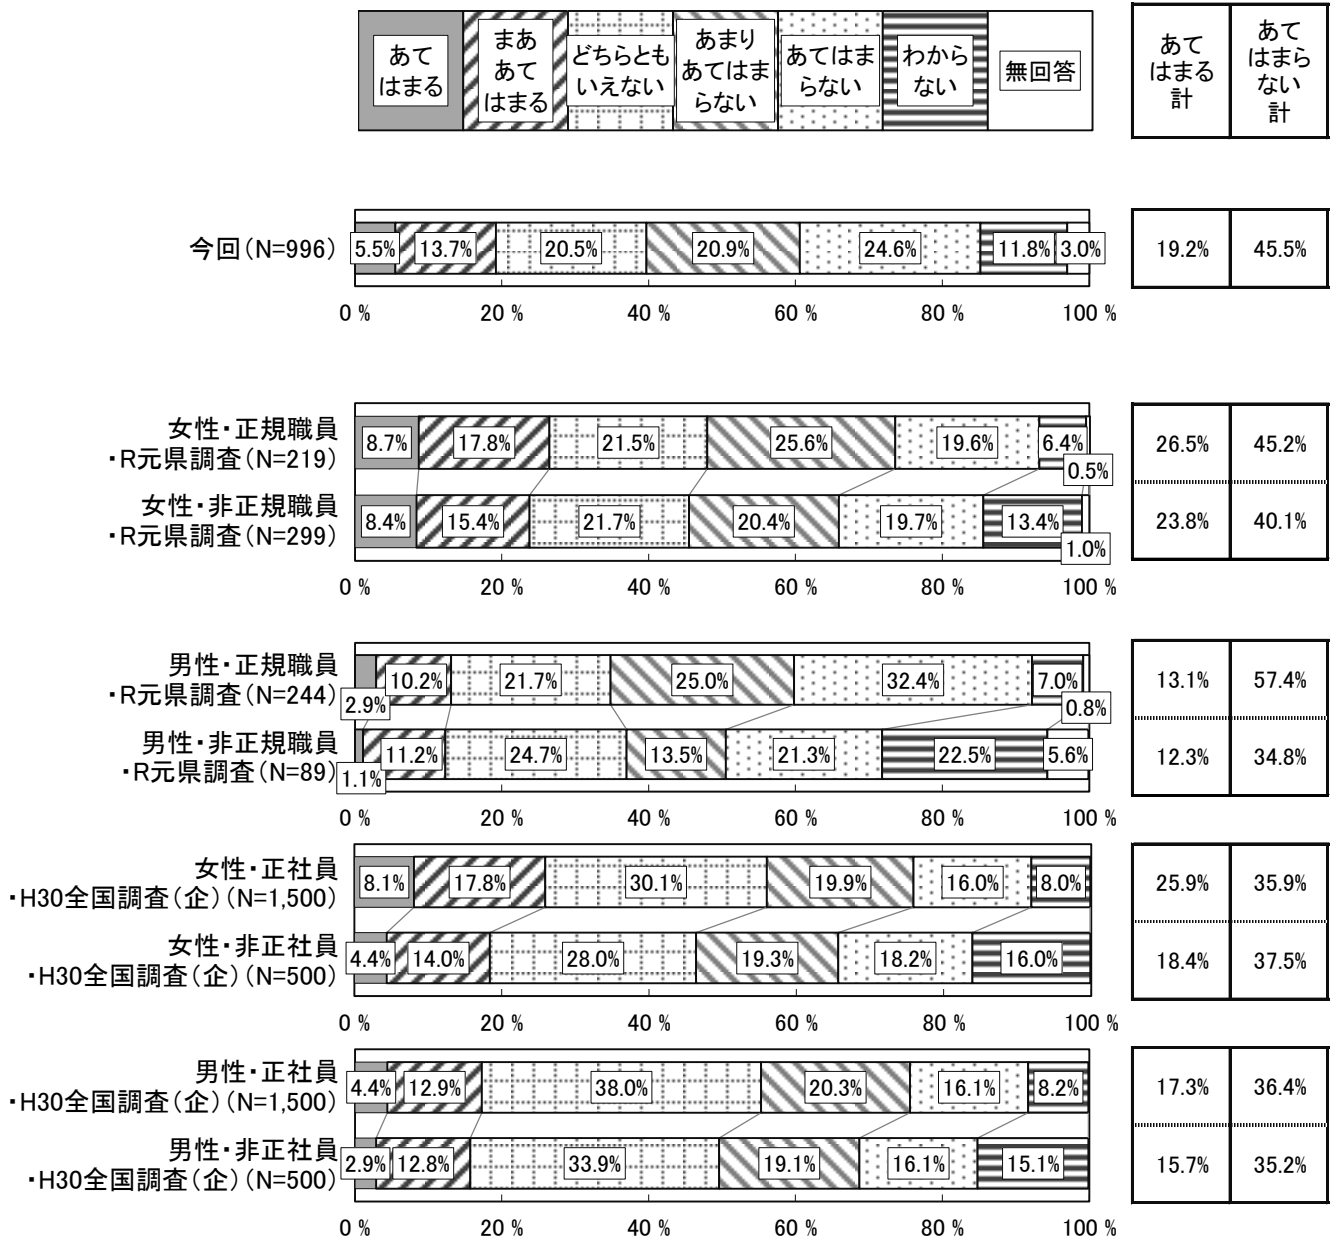 あて
はまる
まあ
あて
はまる
どちらとも
いえない
あまり
あてはま
らない
あてはま
らない
わから
ない
無回答
あて
はまる
計
あて
はまら
ない
計
今回(N=996)
5.5% 13.7% 20.5% 20.9% 24.6% 11.8% 3.0% 19.2% 45.5%
0 % 20 % 40 % 60 % 80 % 100 %
女性・正規職員
・R元県調査(N=219)
8.7% 17.8% 21.5% 25.6% 19.6% 6.4% 0.5% 26.5% 45.2%
女性・非正規職員
・R元県調査(N=299)
8.4% 15.4% 21.7% 20.4% 19.7% 13.4% 1.0% 23.8% 40.1%
0 % 20 % 40 % 60 % 80 % 100 %
男性・正規職員
・R元県調査(N=244)
2.9% 10.2% 21.7% 25.0% 32.4% 7.0% 0.8% 13.1% 57.4%
男性・非正規職員
・R元県調査(N=89)
1.1% 11.2% 24.7% 13.5% 21.3% 22.5% 5.6% 12.3% 34.8%
0 % 20 % 40 % 60 % 80 % 100 %
女性・正社員
・H30全国調査(企)(N=1,500)
8.1% 17.8% 30.1% 19.9% 16.0% 8.0% 25.9% 35.9%
女性・非正社員
・H30全国調査(企)(N=500)
4.4% 14.0% 28.0% 19.3% 18.2% 16.0% 18.4% 37.5%
0 % 20 % 40 % 60 % 80 % 100 %
男性・正社員
・H30全国調査(企)(N=1,500)
4.4% 12.9% 38.0% 20.3% 16.1% 8.2% 17.3% 36.4%
男性・非正社員
・H30全国調査(企)(N=500)
2.9% 12.8% 33.9% 19.1% 16.1% 15.1% 15.7% 35.2%
0 % 20 % 40 % 60 % 80 % 100 %